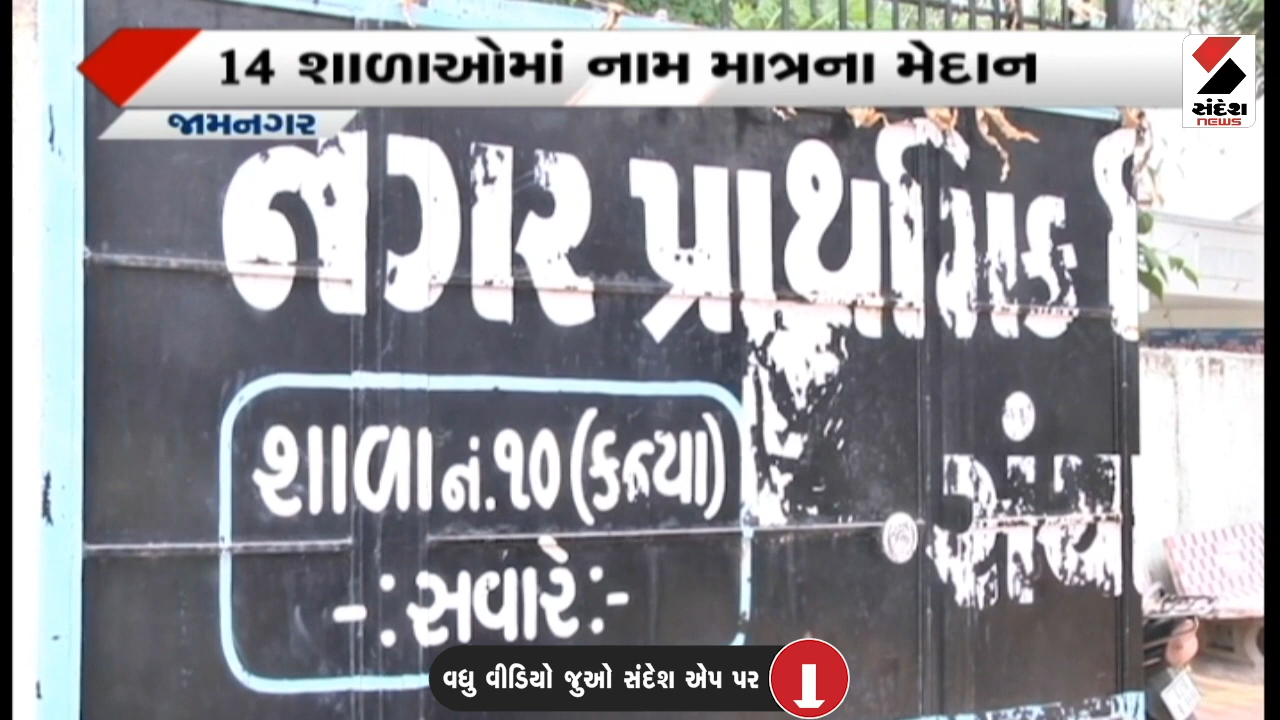 14 શાળાઓમાં નામ માત્રના મેદાન
સંદેશ
NEWS
જામનગર
નગર પ્રાથમિક
શાળા નં.૧૦ (કન્યા)
-:સવારે:-
વધુ વીડિયો જુઓ સંદેશ એપ પર